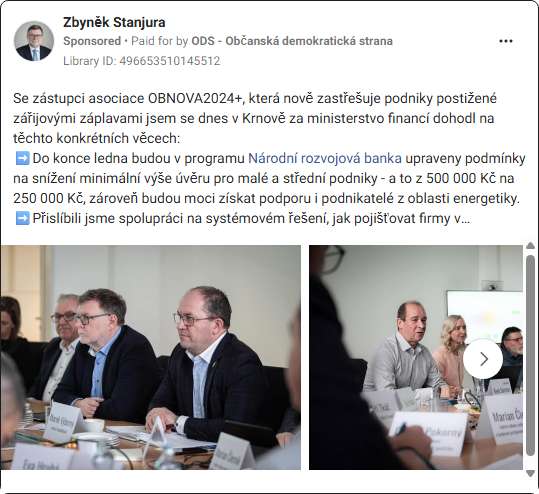 Zbyněk Stanjura
Sponsored • Paid for by ODS - Občanská demokratická strana
Library ID: 496653510145512
Se zástupci asociace OBNOVA2024+, která nově zastřešuje podniky postižené
zářijovými záplavami jsem se dnes v Krnově za ministerstvo financí dohodl na
těchto konkrétních věcech:
➡️ Do konce ledna budou v programu Národní rozvojová banka upraveny podmínky
na snížení minimální výše úvěru pro malé a střední podniky - a to z 500 000 Kč na
250 000 Kč, zároveň budou moci získat podporu i podnikatelé z oblasti energetiky.
➡️ Přislíbili jsme spolupráci na systémovém řešení, jak pojišťovat firmy v...
Marek
Eva
Pokorný
Marian